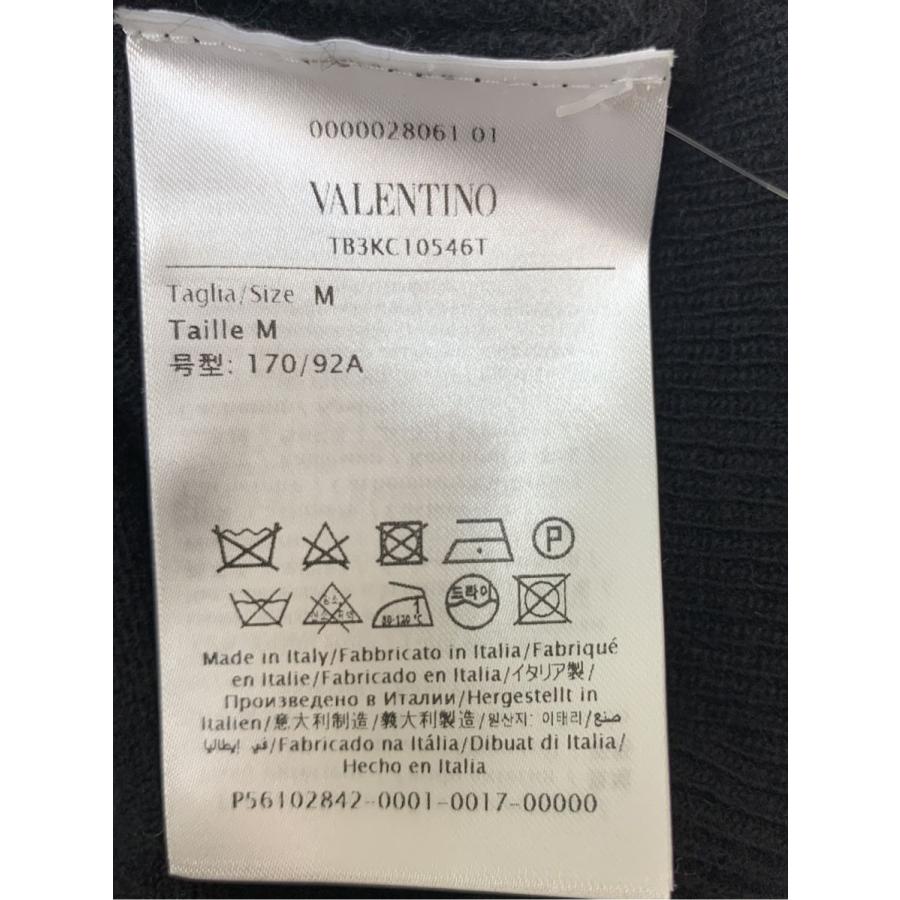 0000028061 01
VALENTINO
TB3KC10546T
Taglia/Size M
Taille M
号型: 170/92A
P
드라이
80-120°C
Made in Italy/Fabbricato in Italia/Fabriqué
en Italie/Fabricado en Italia/イタリア製/
Произведено в Италии/Hergestellt in
Italien/意大利制造/義大利製造/원산지: 이태리/صنع
في إيطاليا/Fabricado na Itália/Dibuat di Italia/
Hecho en Italia
P56102842-0001-0017-00000